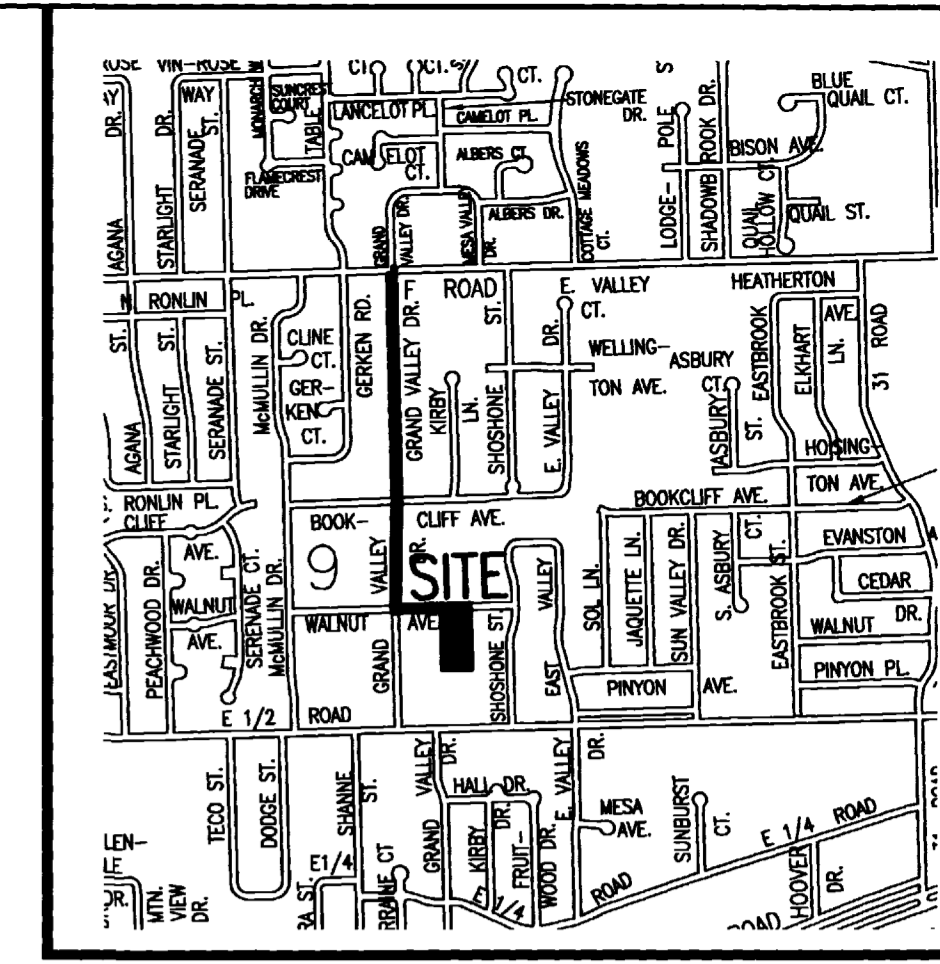 VIN-ROSE
WAY
AGANA DR.
STARLIGHT DR.
SERANADE ST.
MONARCH
SUNCREST COURT
TABLE
FLAMECREST DRIVE
CT.
CT.
CT.
LANCELOT PL.
CAMELOT PL.
STONEGATE DR.
CAMELOT CT.
ALBERS CT.
ALBERS DR.
GRAND VALLEY DR.
MESA VALLEY DR.
COTTAGE MEADOWS CT.
LODGE-POLE
SHADOWBROOK DR.
BLUE QUAIL CT.
BISON AVE.
QUAIL HOLLOW CT.
QUAIL ST.
F ROAD
N RONLIN PL.
AGANA ST.
STARLIGHT ST.
SERANADE ST.
McMULLIN DR.
CLINE CT.
GER-
KEN
CT.
GERKEN RD.
GRAND VALLEY DR.
KIRBY LN.
SHOSHONE ST.
E. VALLEY DR.
E. VALLEY CT.
WELLING-
TON AVE.
HEATHERTON AVE.
ASBURY CT.
ASBURY ST.
EASTBROOK
ELKHART LN.
31 ROAD
HOISING-
TON AVE.
RONLIN PL.
CLIFF
AVE.
BOOK-
CLIFF AVE.
BOOKCLIFF AVE.
EVANSTON
CEDAR DR.
9
SITE
VALLEY DR.
GRAND
WALNUT AVE.
WALNUT AVE.
PEACHWOOD DR.
SERENADE CT.
McMULLIN DR.
SHOSHONE ST.
EAST VALLEY
SOL LN.
JAQUETTE LN.
SUN VALLEY DR.
S. ASBURY CT.
EASTBROOK ST.
WALNUT
PINYON PL.
PINYON AVE.
E 1/2 ROAD
TECO ST.
DODGE ST.
SHANNE ST.
GRAND VALLEY DR.
HALL DR.
KIRBY DR.
FRUIT-
WOOD DR.
E. VALLEY DR.
MESA AVE.
SUNBURST CT.
E 1/4 ROAD
HOOVER DR.
MTN. VIEW DR.
E1/4
E 1/4
ROAD